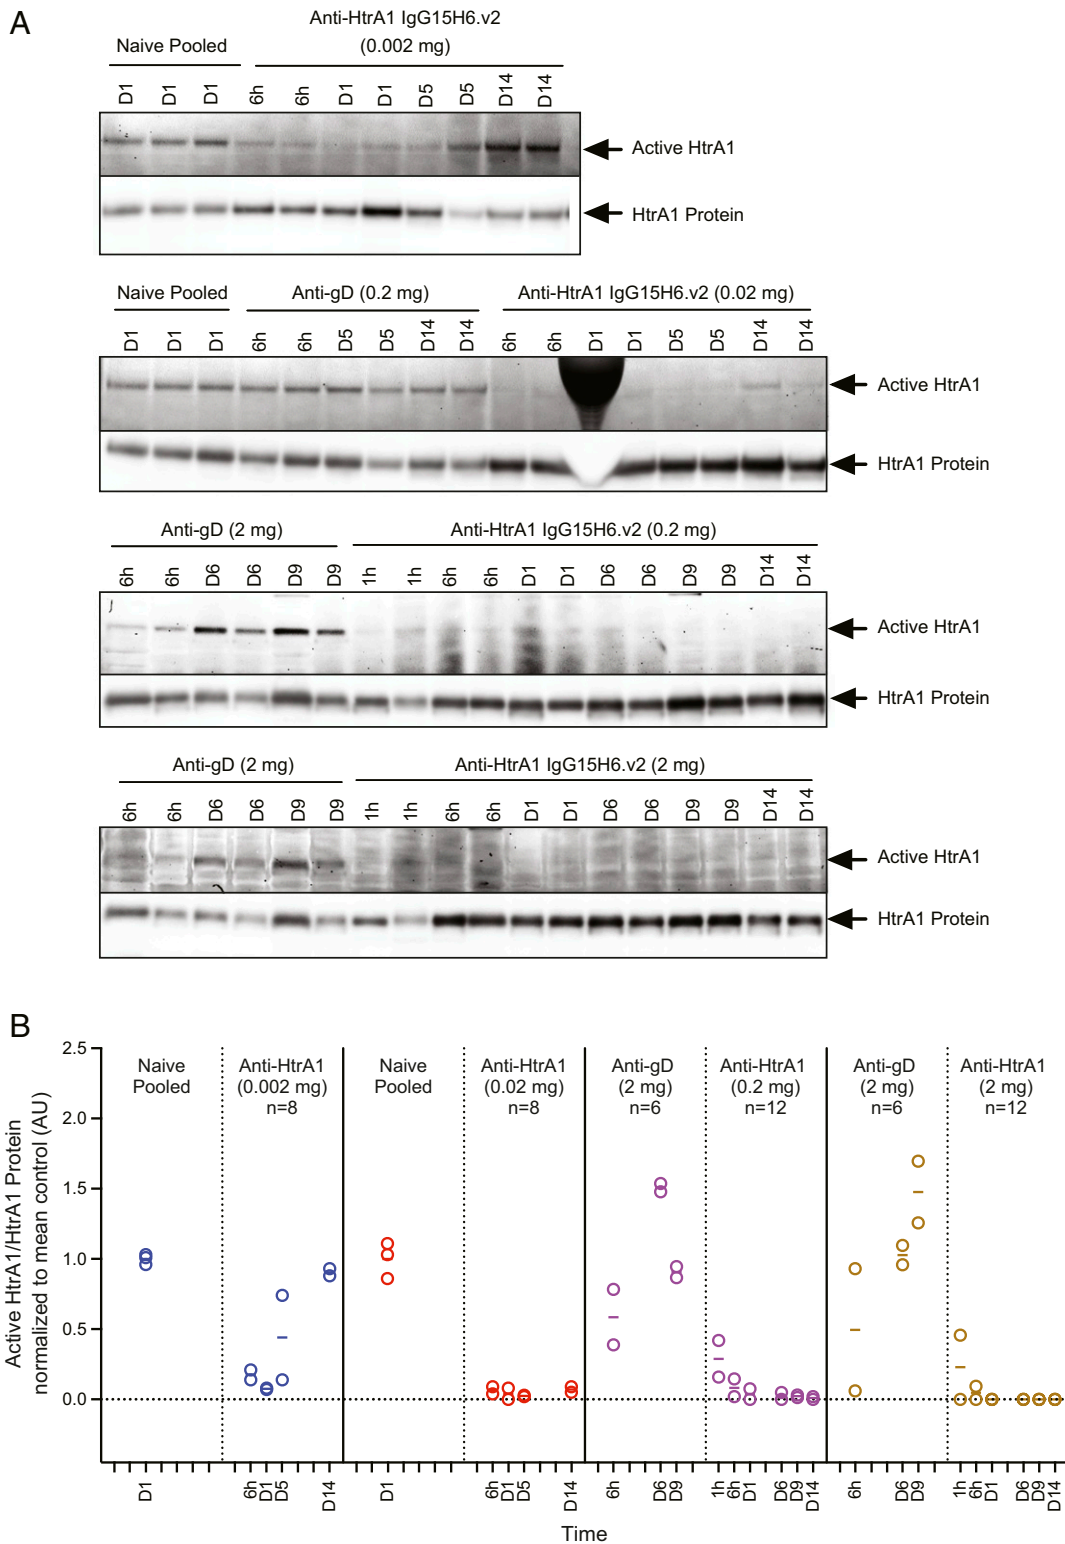 A
Anti-HtrA1 IgG15H6.v2
Naive Pooled (0.002 mg)
D1 D1 D1 6h 6h D1 D1 D5 D5 D14 D14
Active HtrA1
HtrA1 Protein
Naive Pooled Anti-gD (0.2 mg) Anti-HtrA1 IgG15H6.v2 (0.02 mg)
D1 D1 D1 6h 6h D5 D5 D14 D14 6h 6h D1 D1 D5 D5 D14 D14
Active HtrA1
HtrA1 Protein
Anti-gD (2 mg) Anti-HtrA1 IgG15H6.v2 (0.2 mg)
6h 6h D6 D6 D9 D9 1h 1h 6h 6h D1 D1 D6 D6 D9 D9 D14 D14
Active HtrA1
HtrA1 Protein
Anti-gD (2 mg) Anti-HtrA1 IgG15H6.v2 (2 mg)
6h 6h D6 D6 D9 D9 1h 1h 6h 6h D1 D1 D6 D6 D9 D9 D14 D14
Active HtrA1
HtrA1 Protein
B
Active HtrA1/HtrA1 Protein
normalized to mean control (AU)
2.5
2.0
1.5
1.0
0.5
0.0
Naive
Pooled
Anti-HtrA1
(0.002 mg)
n=8
Naive
Pooled
Anti-HtrA1
(0.02 mg)
n=8
Anti-gD
(2 mg)
n=6
Anti-HtrA1
(0.2 mg)
n=12
Anti-gD
(2 mg)
n=6
Anti-HtrA1
(2 mg)
n=12
D1 6h D1 D5 D14 D1 6h D1 D5 D14 6h D6 D9 1h 6h D1 D6 D9 D14 6h D6 D9 1h 6h D1 D6 D9 D14
Time